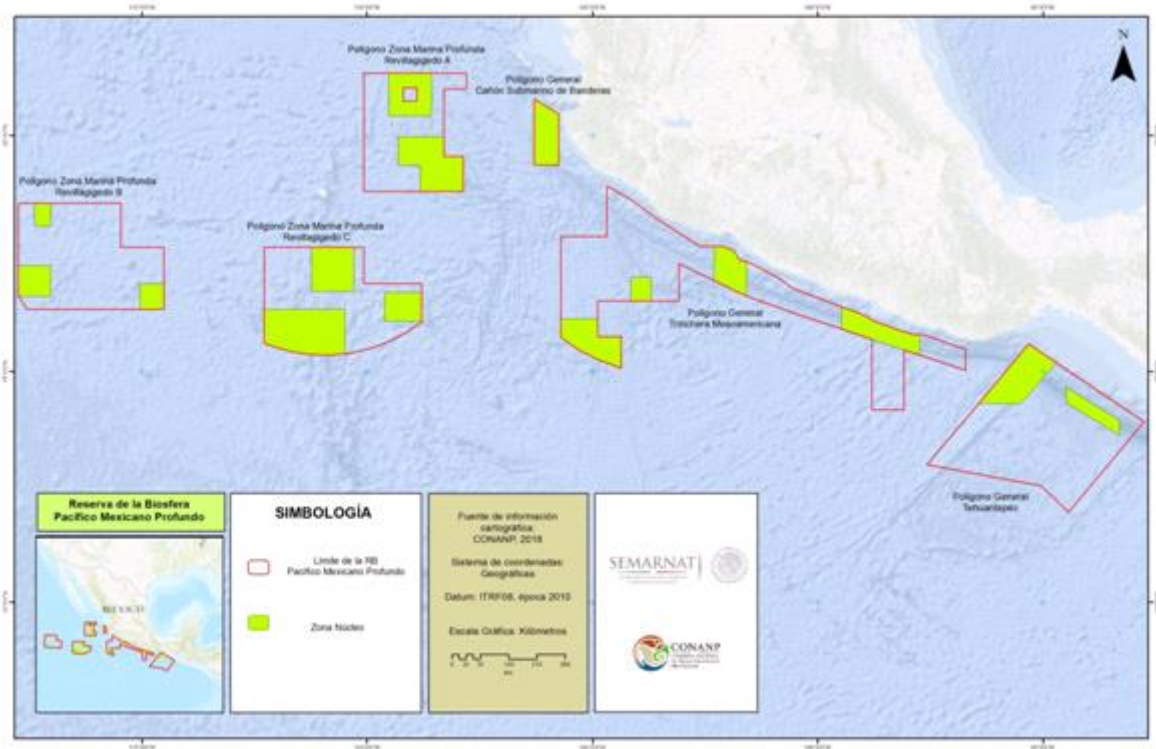 Polígono Zona Marina Profunda
Revillagigedo A
Polígono General
Cañón Submarino de Banderas
N
Polígono Zona Marina Profunda
Revillagigedo B
Polígono Zona Marina Profunda
Revillagigedo C
Polígono General
Trinchera Mesoamericana
Polígono General
Tehuantepec
Reserva de la Biosfera
Pacífico Mexicano Profundo
MÉXICO
SIMBOLOGÍA
Límite de la RB
Pacífico Mexicano Profundo
Zona Núcleo
Fuente de información
cartográfica:
CONANP, 2018
Sistema de coordenadas:
Geográficas
Datum: ITRF08, época 2010
Escala Gráfica: Kilómetros
SEMARNAT
CONANP